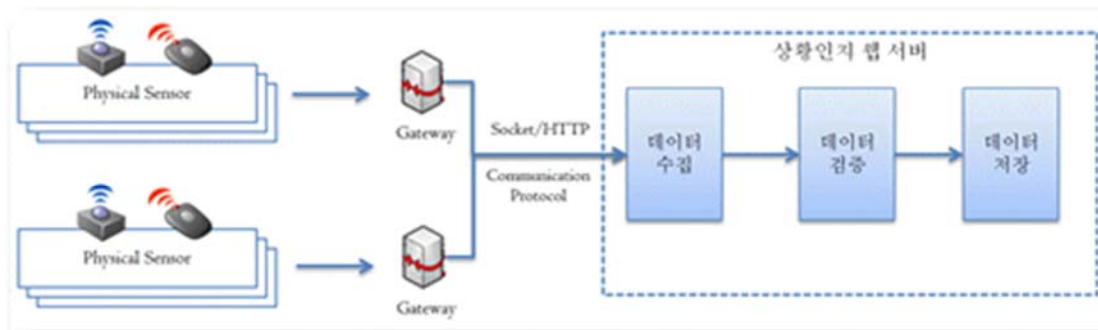 상황인지 웹 서버
Physical Sensor
Gateway
Socket/HTTP
Communication
Protocol
데이터
수집
데이터
검증
데이터
저장
Physical Sensor
Gateway